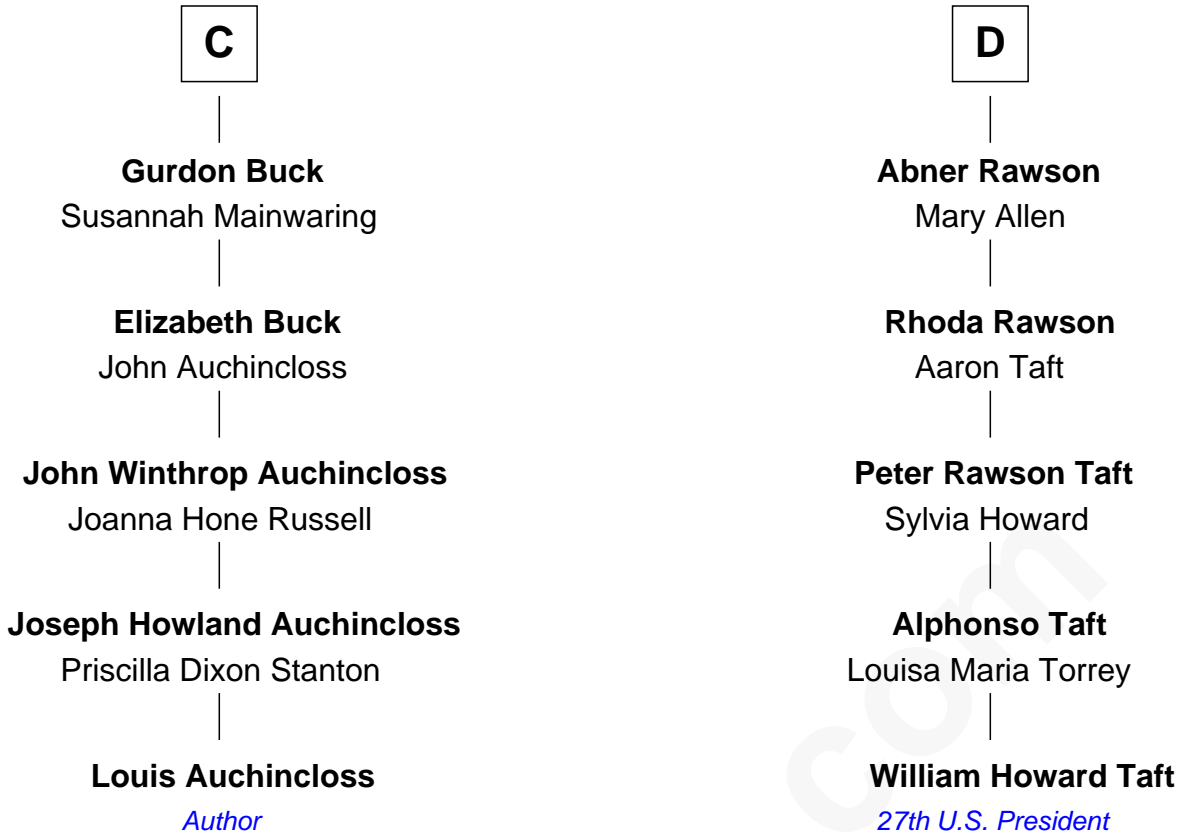 C
Gurdon Buck
Susannah Mainwaring
Elizabeth Buck
John Auchincloss
John Winthrop Auchincloss
Joanna Hone Russell
Joseph Howland Auchincloss
Priscilla Dixon Stanton
Louis Auchincloss
Author
D
Abner Rawson
Mary Allen
Rhoda Rawson
Aaron Taft
Peter Rawson Taft
Sylvia Howard
Alphonso Taft
Louisa Maria Torrey
William Howard Taft
27th U.S. President
com